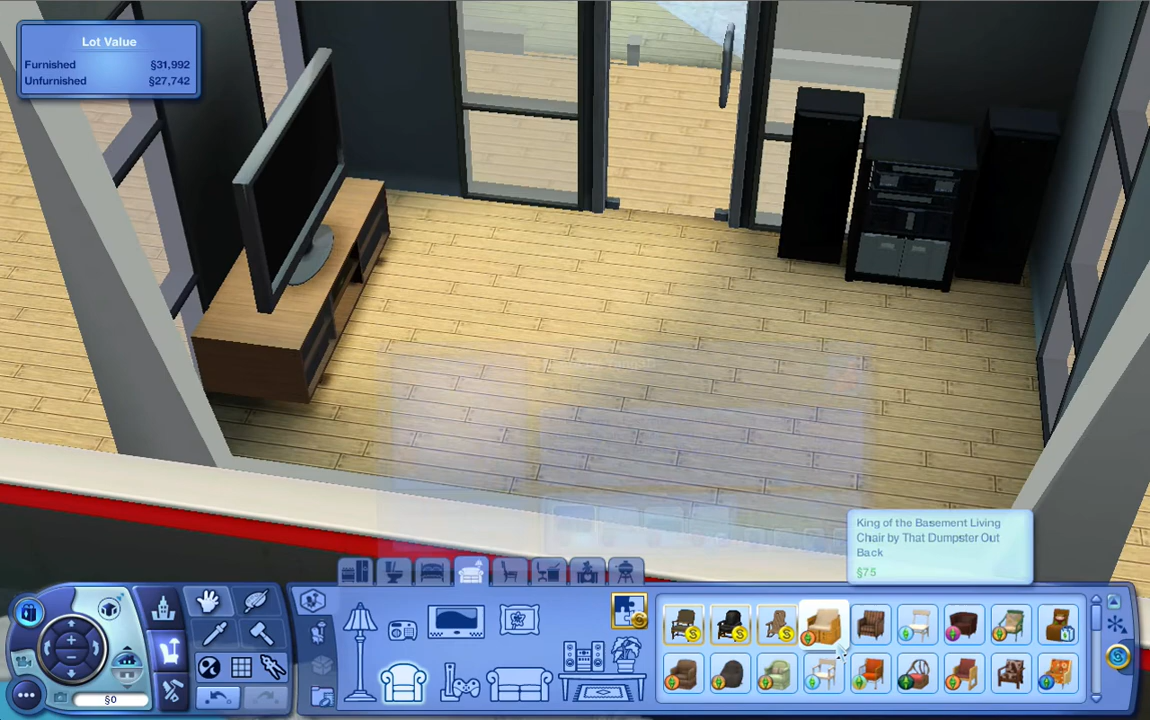 Lot Value
Furnished §31,992
Unfurnished §27,742
King of the Basement Living
Chair by That Dumpster Out
Back
§75
§0